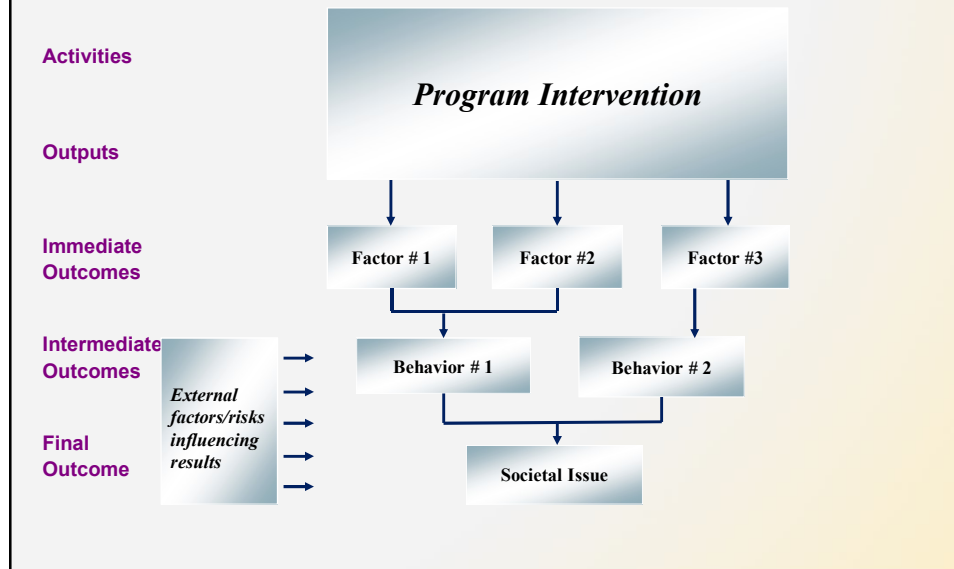 Activities
Program Intervention
Outputs
Immediate
Outcomes
Factor # 1
Factor #2
Factor #3
Intermediate
Outcomes
Behavior # 1
Behavior # 2
External
factors/risks
influencing
results
Final
Outcome
Societal Issue